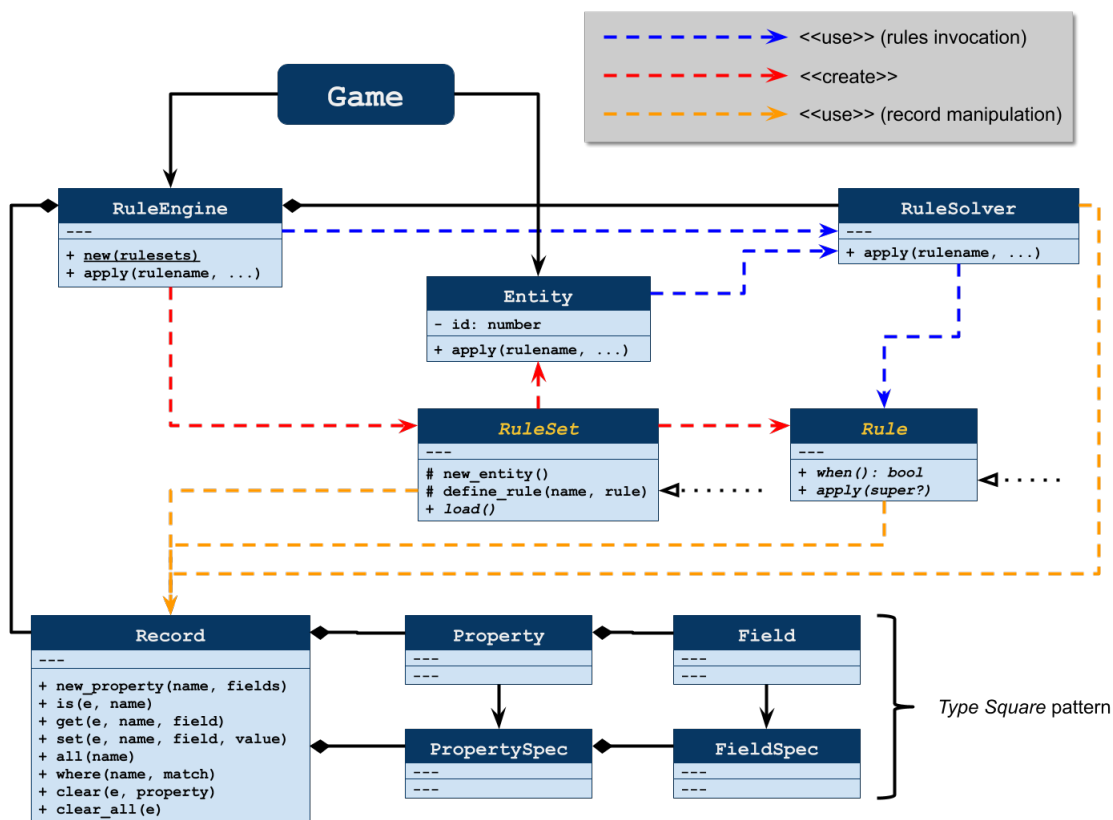 <<use>> (rules invocation)
<<create>>
<<use>> (record manipulation)
Game
RuleEngine
---
+ new(rulesets)
+ apply(rulename, ...)
RuleSolver
---
+ apply(rulename, ...)
Entity
- id: number
+ apply(rulename, ...)
RuleSet
---
# new_entity()
# define_rule(name, rule)
+ load()
Rule
---
+ when(): bool
+ apply(super?)
Record
---
+ new_property(name, fields)
+ is(e, name)
+ get(e, name, field)
+ set(e, name, field, value)
+ all(name)
+ where(name, match)
+ clear(e, property)
+ clear_all(e)
Property
---
---
Field
---
---
PropertySpec
---
---
FieldSpec
---
---
Type Square pattern